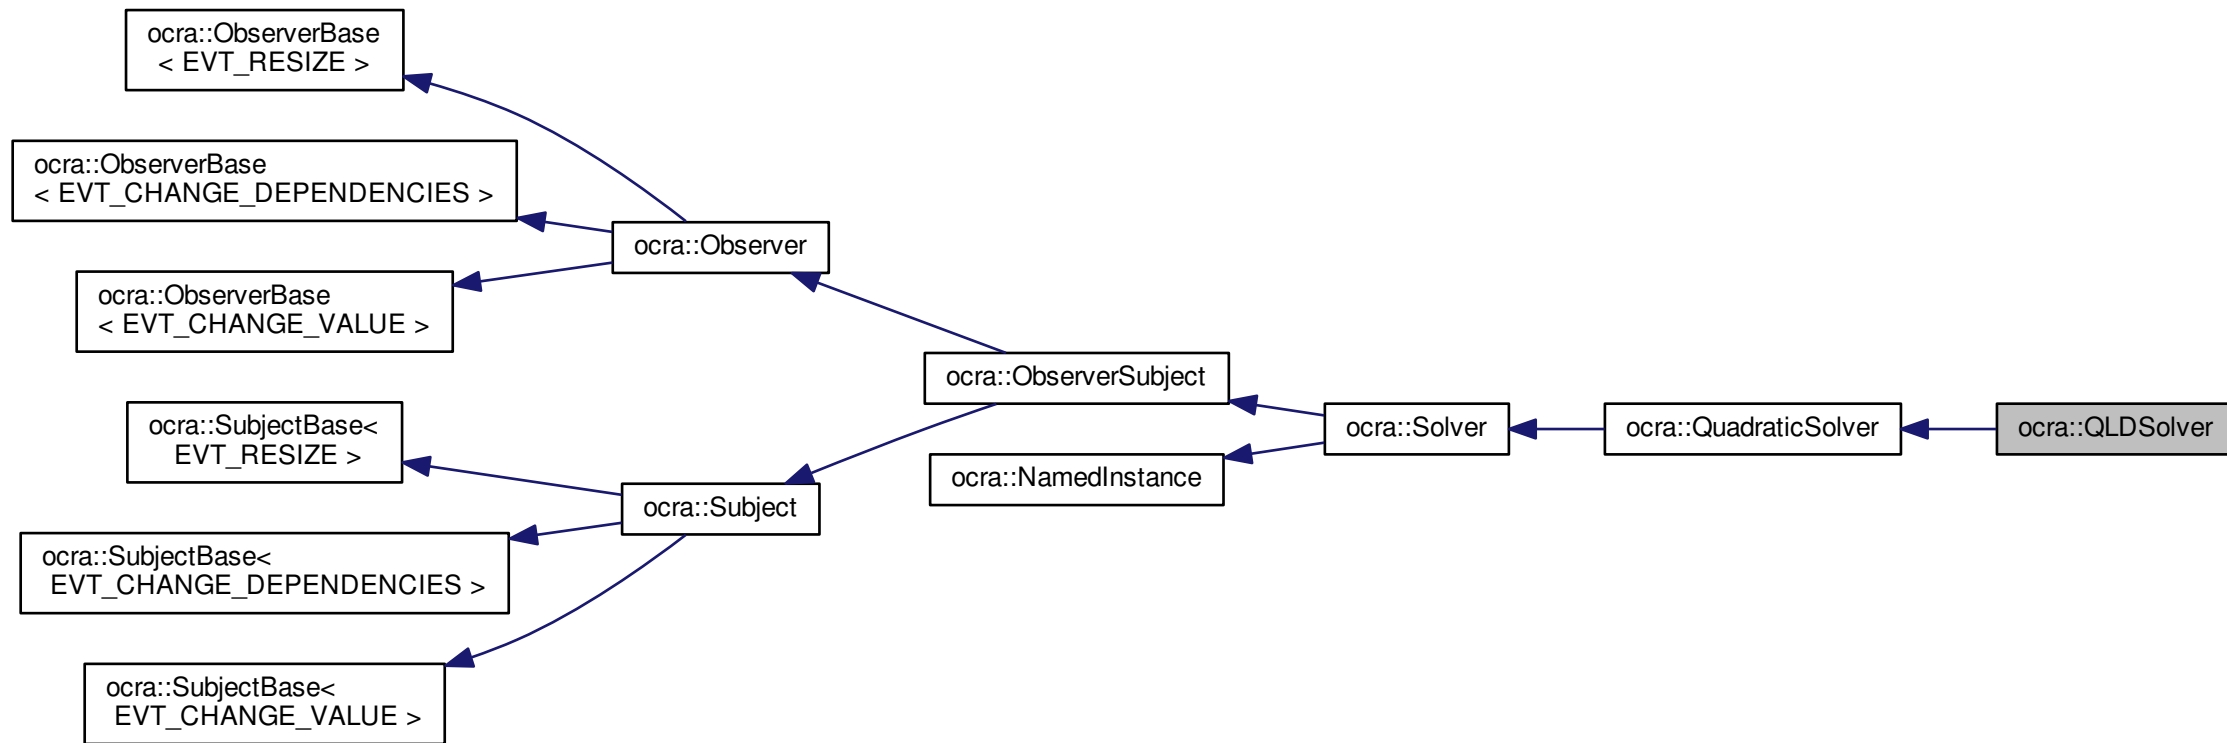 ocra::ObserverBase
< EVT_RESIZE >
ocra::ObserverBase
< EVT_CHANGE_DEPENDENCIES >
ocra::ObserverBase
< EVT_CHANGE_VALUE >
ocra::SubjectBase<
EVT_RESIZE >
ocra::SubjectBase<
EVT_CHANGE_DEPENDENCIES >
ocra::SubjectBase<
EVT_CHANGE_VALUE >
ocra::Observer
ocra::Subject
ocra::ObserverSubject
ocra::NamedInstance
ocra::Solver
ocra::QuadraticSolver
ocra::QLDSolver